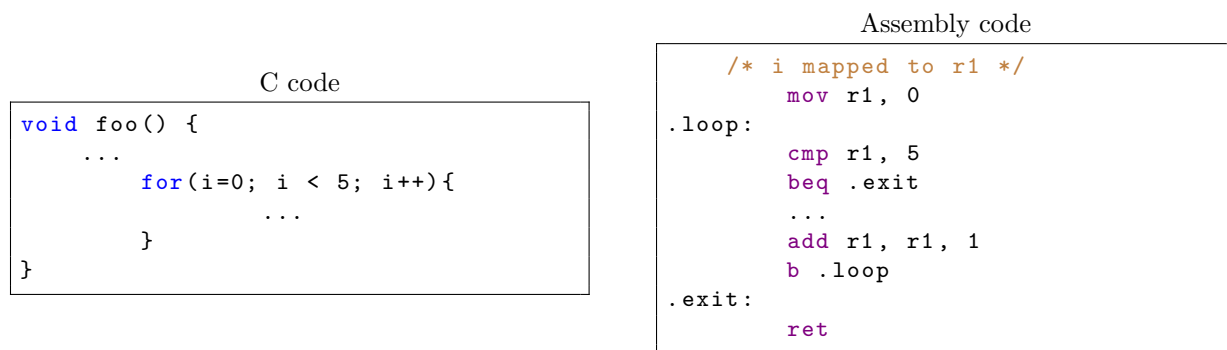 C code
void foo() {
...
for(i=0; i < 5; i++){
...
}
}
Assembly code
/* i mapped to r1 */
mov r1, 0
.loop:
cmp r1, 5
beq .exit
...
add r1, r1, 1
b .loop
.exit:
ret